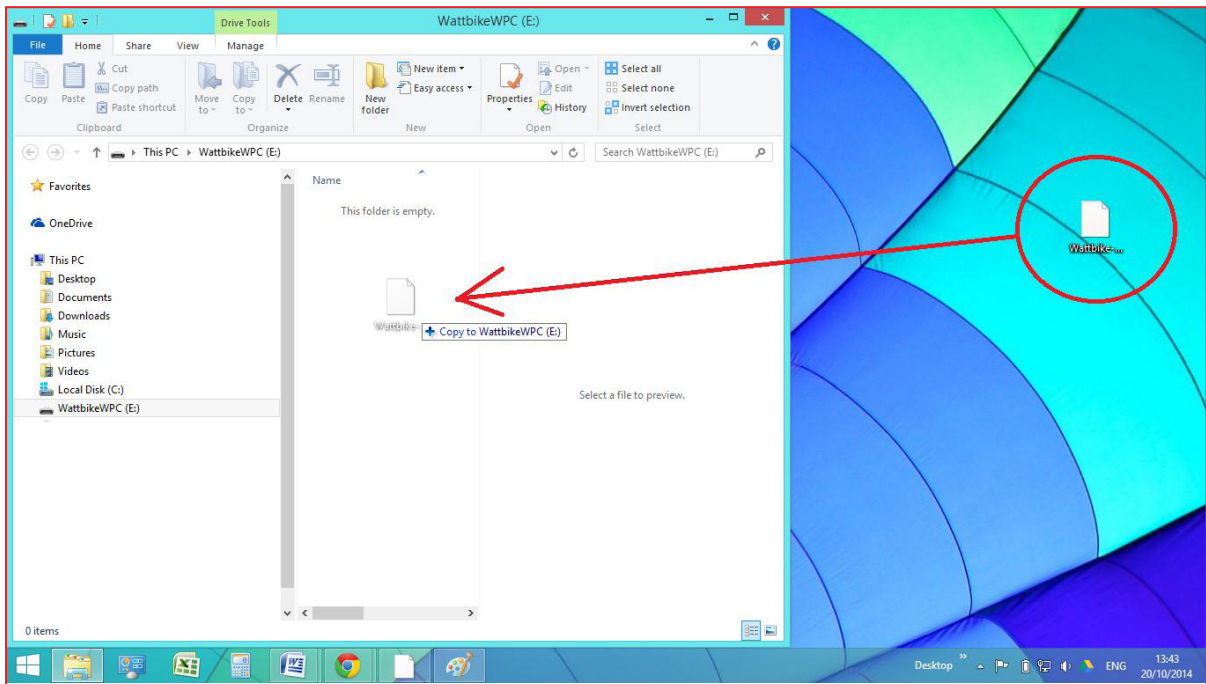 Drive Tools
WattbikeWPC (E:)
File Home Share View Manage
Copy
Paste
Cut
Copy path
Paste shortcut
Clipboard
Move to
Copy to
Delete
Rename
Organize
New folder
New item
Easy access
New
Properties
Open
Edit
History
Open
Select all
Select none
Invert selection
Select
This PC WattbikeWPC (E:)
Search WattbikeWPC (E:)
Favorites
OneDrive
This PC
Desktop
Documents
Downloads
Music
Pictures
Videos
Local Disk (C:)
WattbikeWPC (E:)
Name
This folder is empty.
Wattbike-
Copy to WattbikeWPC (E:)
Select a file to preview.
0 items
Wattbike-...
Desktop
ENG
13:43
20/10/2014